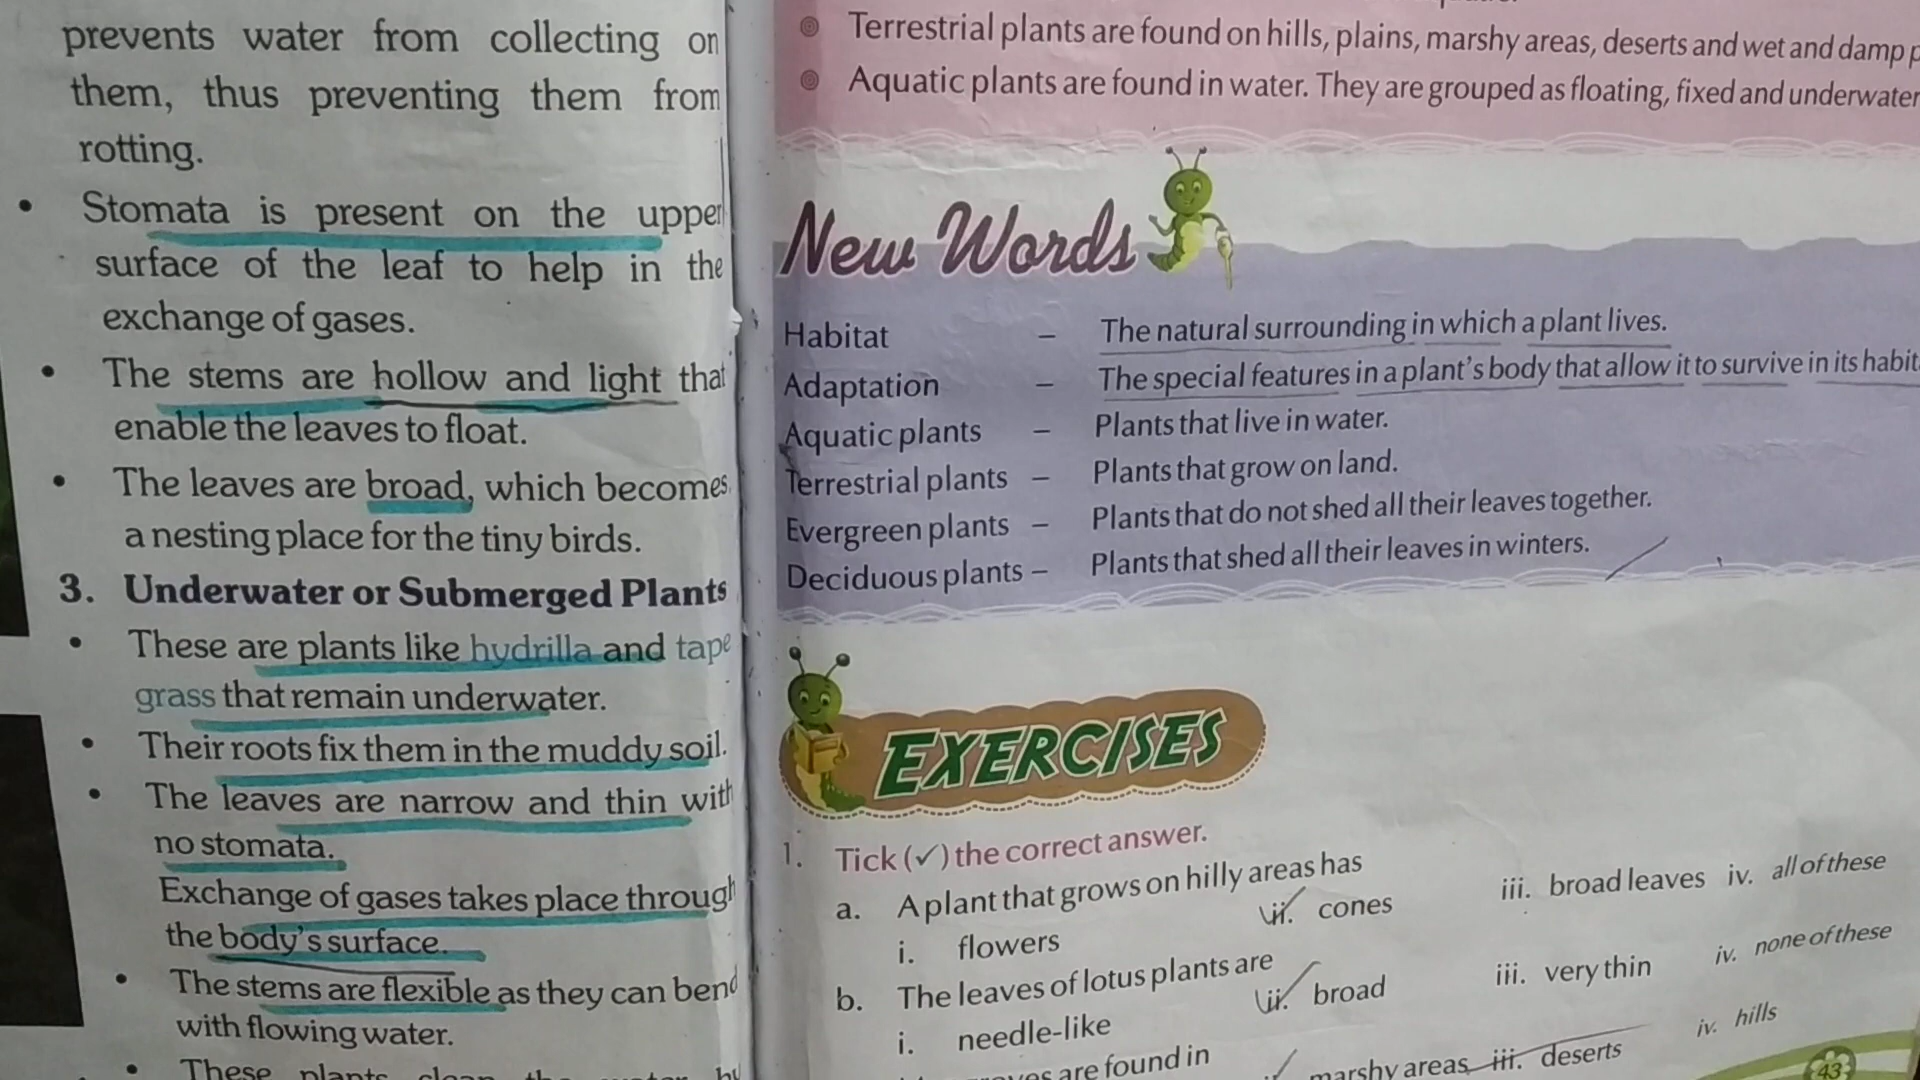 prevents water from collecting on
them, thus preventing them from
rotting.
• Stomata is present on the upper
surface of the leaf to help in the
exchange of gases.
• The stems are hollow and light that
enable the leaves to float.
• The leaves are broad, which becomes
a nesting place for the tiny birds.
3. Underwater or Submerged Plants
• These are plants like hydrilla and tape
grass that remain underwater.
• Their roots fix them in the muddy soil.
• The leaves are narrow and thin with
no stomata.
Exchange of gases takes place through
the body's surface.
• The stems are flexible as they can bend
with flowing water.
• These plants clean the water by
Terrestrial plants are found on hills, plains, marshy areas, deserts and wet and damp
Aquatic plants are found in water. They are grouped as floating, fixed and underwater
New Words
Habitat – The natural surrounding in which a plant lives.
Adaptation – The special features in a plant's body that allow it to survive in its habit
Aquatic plants – Plants that live in water.
Terrestrial plants – Plants that grow on land.
Evergreen plants – Plants that do not shed all their leaves together.
Deciduous plants – Plants that shed all their leaves in winters.
EXERCISES
1. Tick (✓) the correct answer.
a. A plant that grows on hilly areas has
i. flowers ii. cones iii. broad leaves iv. all of these
b. The leaves of lotus plants are
i. needle-like ii. broad iii. very thin iv. none of these
are found in
marshy areas iii. deserts iv. hills
43